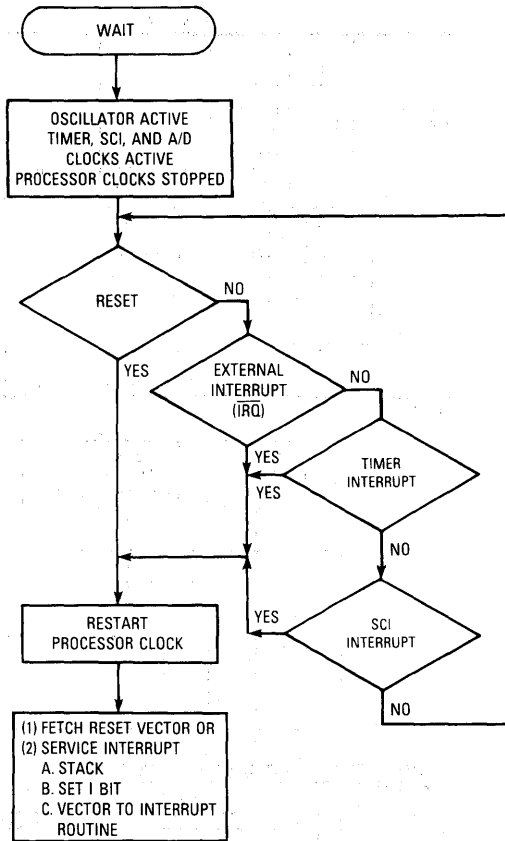 WAIT
OSCILLATOR ACTIVE
TIMER, SCI, AND A/D
CLOCKS ACTIVE
PROCESSOR CLOCKS STOPPED
RESET
NO
YES
EXTERNAL
INTERRUPT
(IRQ)
NO
YES
TIMER
INTERRUPT
YES
NO
SCI
INTERRUPT
YES
NO
RESTART
PROCESSOR CLOCK
(1) FETCH RESET VECTOR OR
(2) SERVICE INTERRUPT
A. STACK
B. SET I BIT
C. VECTOR TO INTERRUPT
ROUTINE